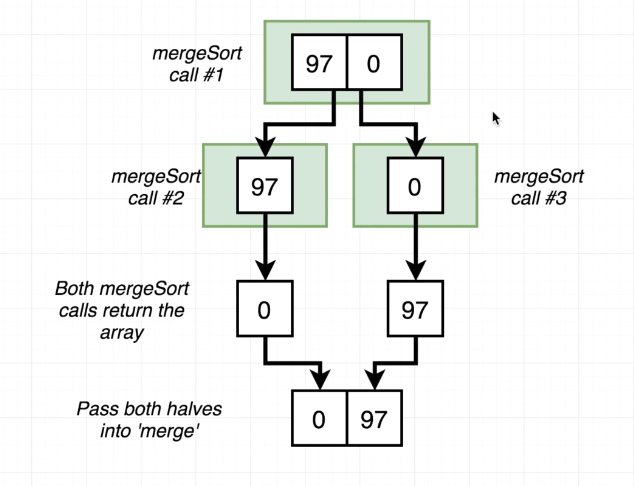 mergeSort
call #1
97 0
mergeSort
call #2
97
0
mergeSort
call #3
Both mergeSort
calls return the
array
0
97
Pass both halves
into 'merge'
0 97